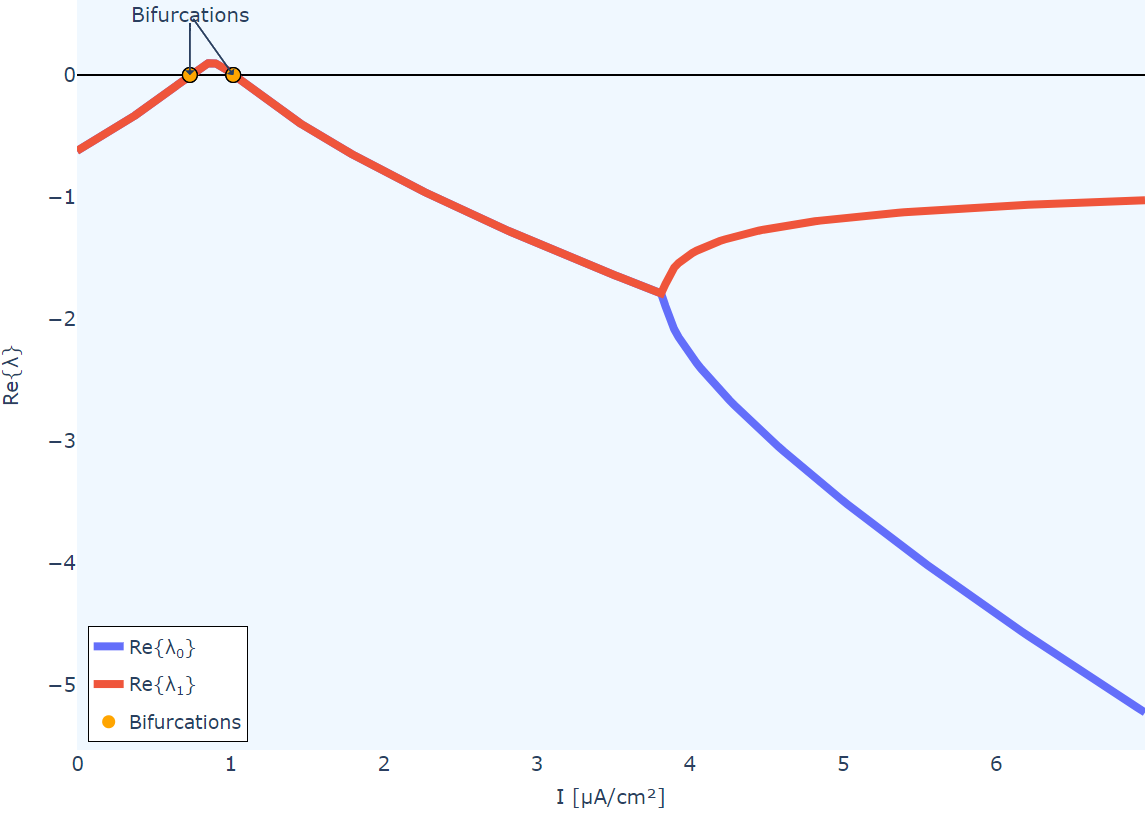 Bifurcations
0
−1
−2
−3
−4
−5
Re{λ}
Re{λ₀}
Re{λ₁}
Bifurcations
0 1 2 3 4 5 6
I [μA/cm²]